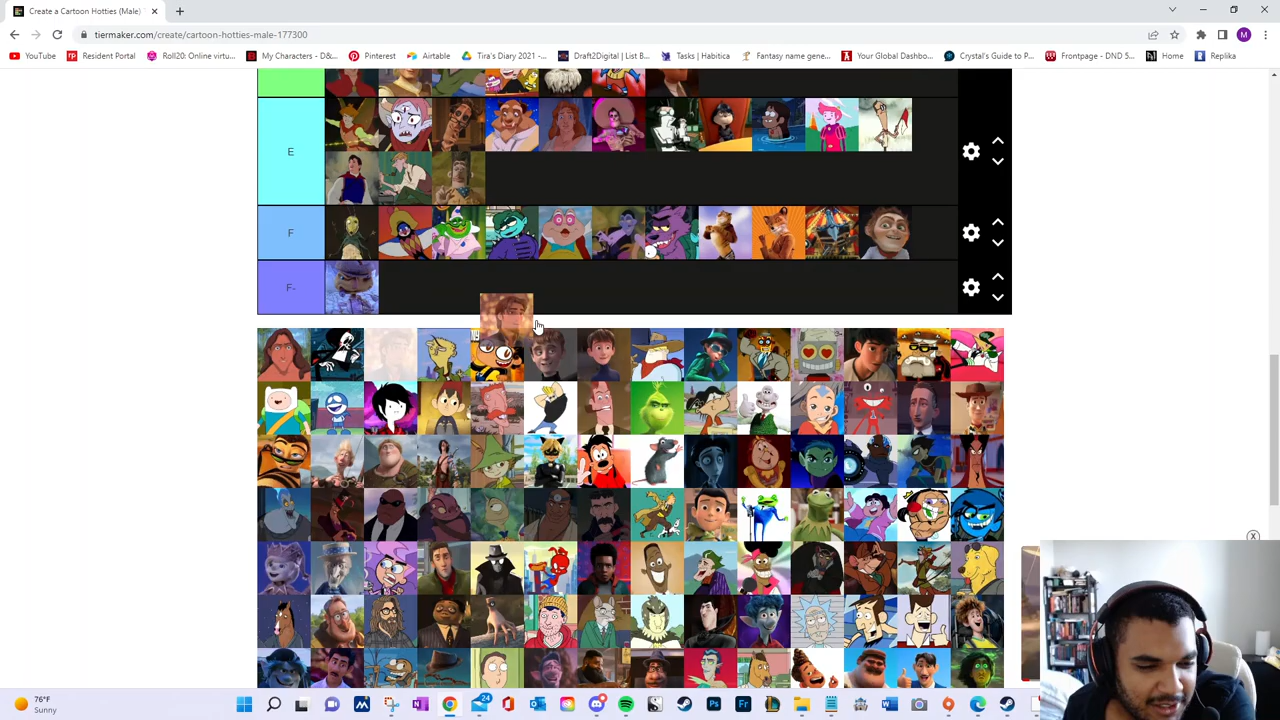 Create a Cartoon Hotties (Male)
tiermaker.com/create/cartoon-hotties-male-177300
M
YouTube
Resident Portal
Roll20: Online virtu...
My Characters - D&...
Pinterest
Airtable
Tira's Diary 2021 -...
Draft2Digital | List B...
Tasks | Habitica
Fantasy name gene...
Your Global Dashbo...
Crystal's Guide to P...
Frontpage - DND 5...
Home
Replika
E
F
F-
X
76°F
Sunny
24